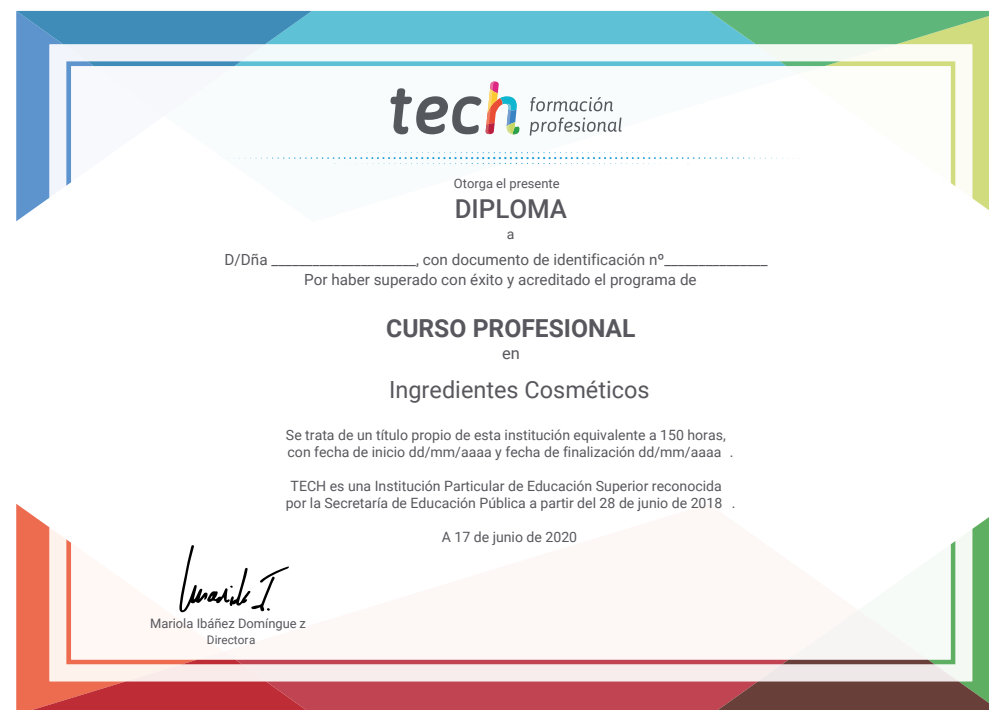 tech formación
profesional
Otorga el presente
DIPLOMA
a
D/Dña ____________________, con documento de identificación nº______________
Por haber superado con éxito y acreditado el programa de
CURSO PROFESIONAL
en
Ingredientes Cosméticos
Se trata de un título propio de esta institución equivalente a 150 horas,
con fecha de inicio dd/mm/aaaa y fecha de finalización dd/mm/aaaa .
TECH es una Institución Particular de Educación Superior reconocida
por la Secretaría de Educación Pública a partir del 28 de junio de 2018 .
A 17 de junio de 2020
Mariola I.
Mariola Ibáñez Domíngue z
Directora